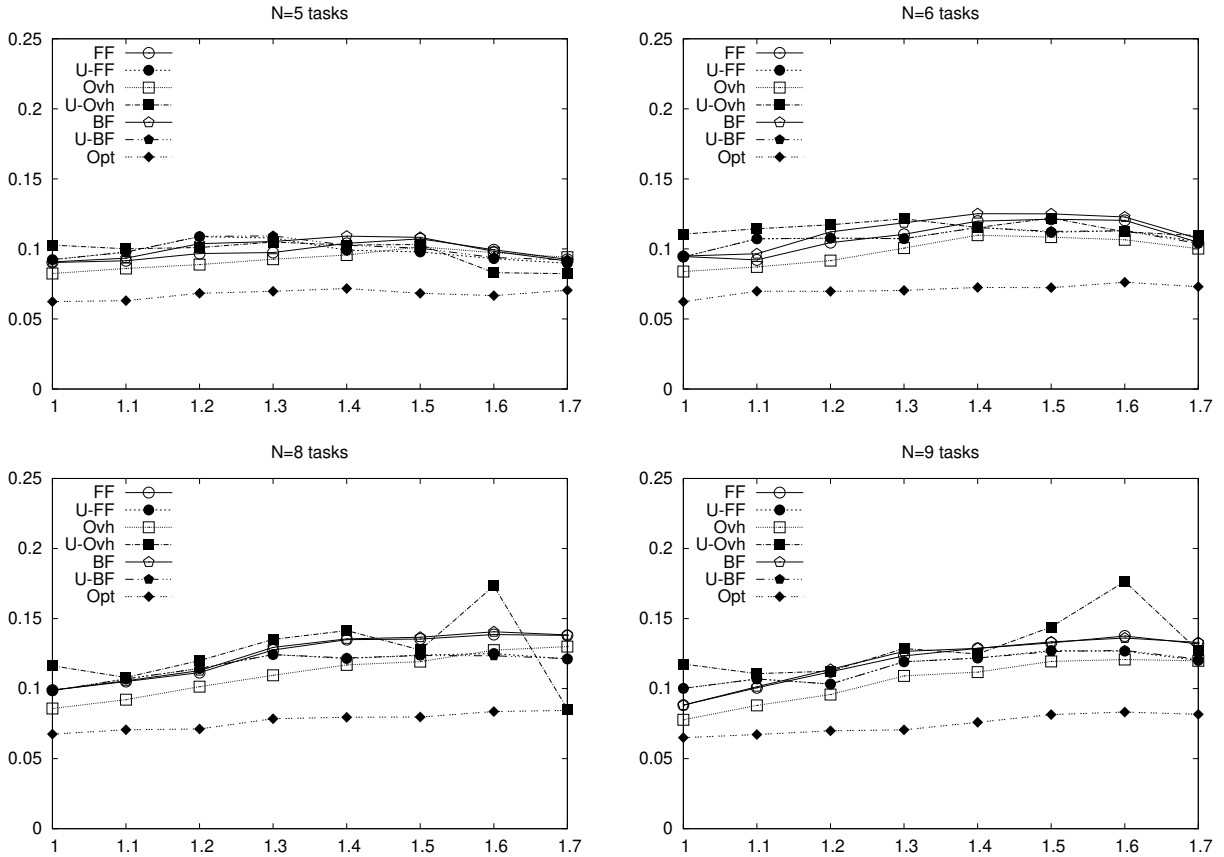 N=5 tasks
0.25
0.2
0.15
0.1
0.05
0
FF
U-FF
Ovh
U-Ovh
BF
U-BF
Opt
1 1.1 1.2 1.3 1.4 1.5 1.6 1.7
N=6 tasks
0.25
0.2
0.15
0.1
0.05
0
FF
U-FF
Ovh
U-Ovh
BF
U-BF
Opt
1 1.1 1.2 1.3 1.4 1.5 1.6 1.7
N=8 tasks
0.25
0.2
0.15
0.1
0.05
0
FF
U-FF
Ovh
U-Ovh
BF
U-BF
Opt
1 1.1 1.2 1.3 1.4 1.5 1.6 1.7
N=9 tasks
0.25
0.2
0.15
0.1
0.05
0
FF
U-FF
Ovh
U-Ovh
BF
U-BF
Opt
1 1.1 1.2 1.3 1.4 1.5 1.6 1.7